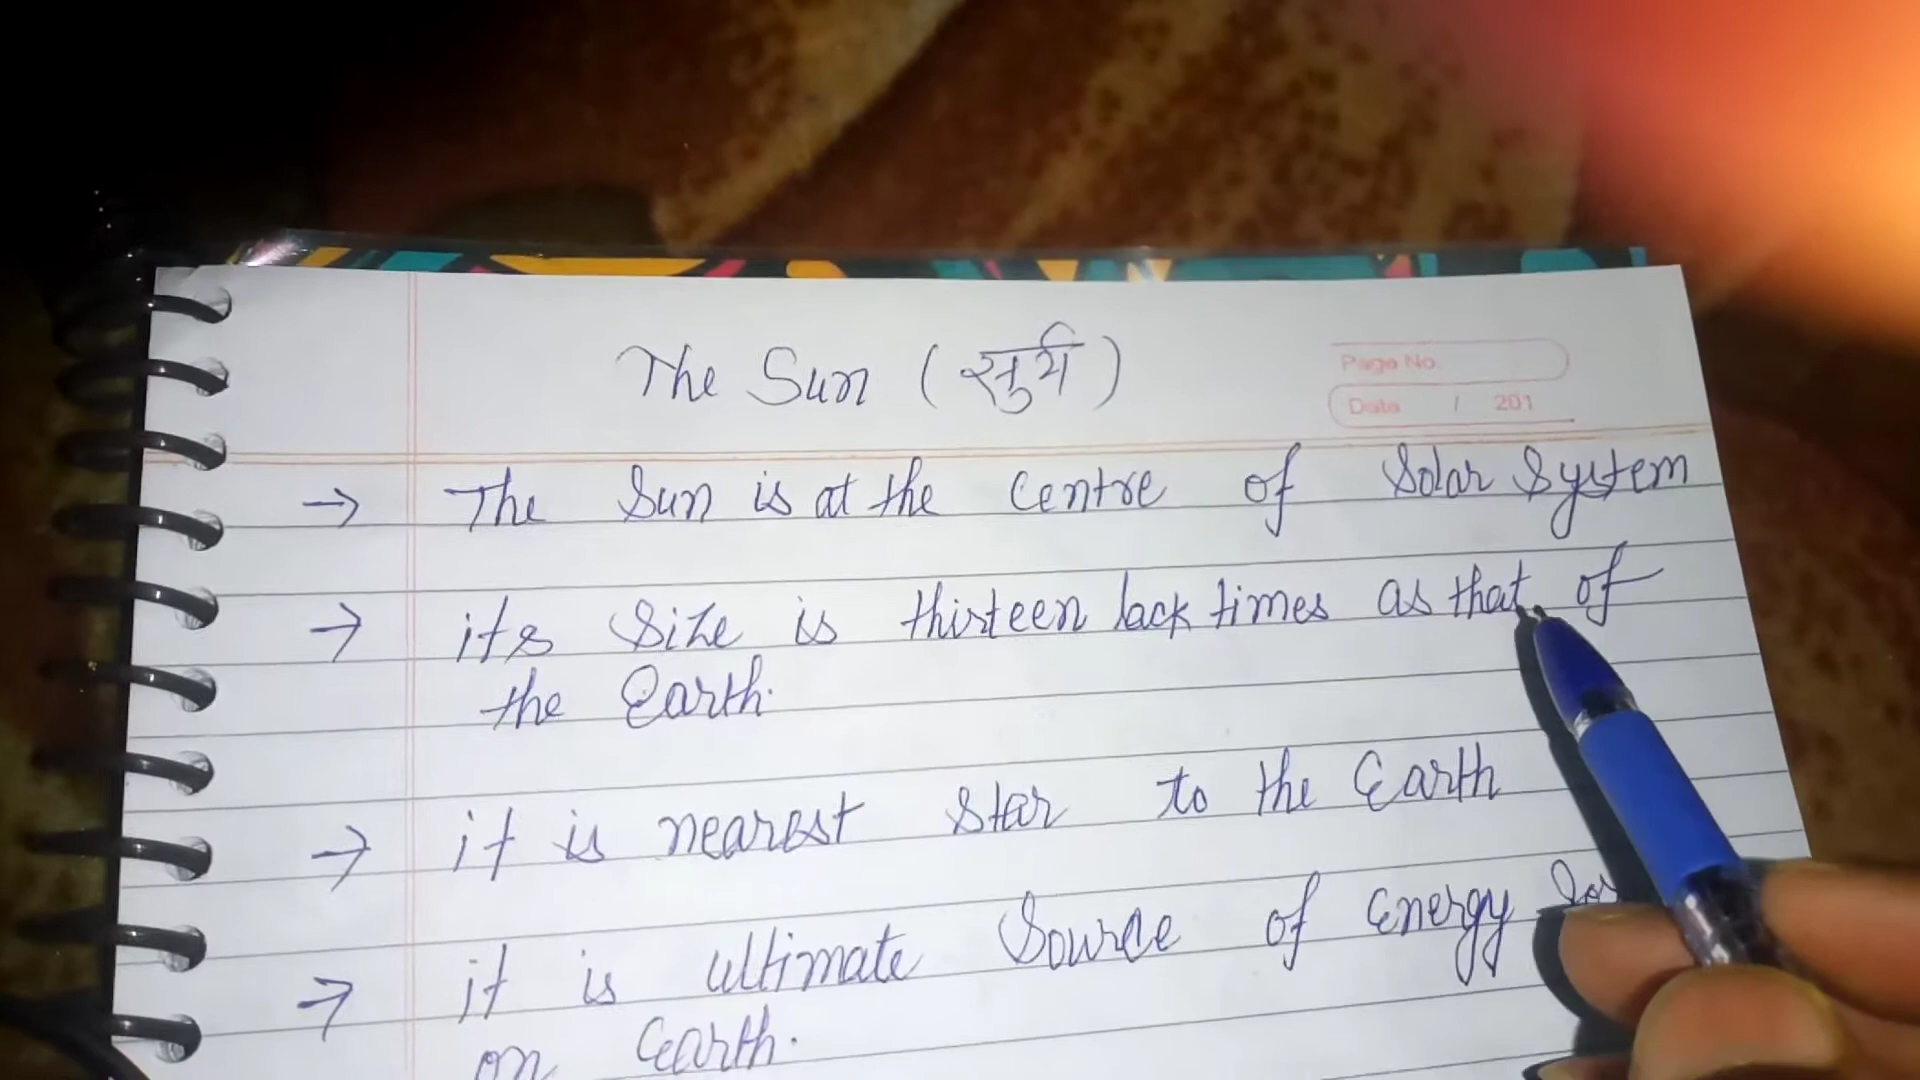 The Sun (सुर्य)
Page No.
Date / 201
→ The Sun is at the Centre of Solar System
→ its Size is thirteen lack times as that of
the Earth.
→ it is nearest Star to the Earth
→ it is ultimate Source of Energy
on Earth.